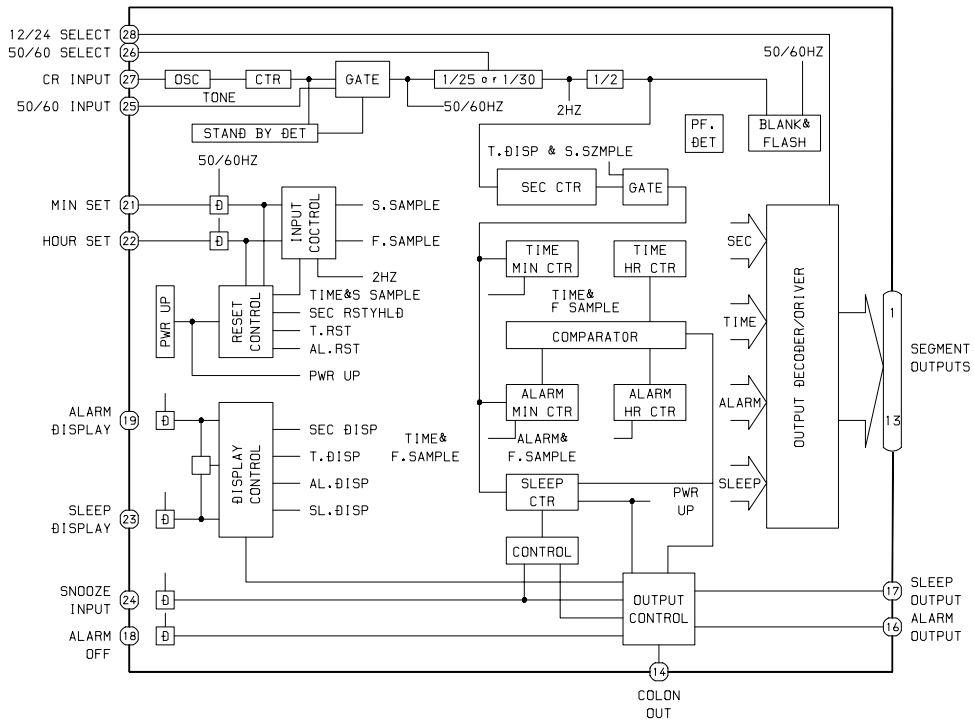 12/24 SELECT 28
50/60 SELECT 26
50/60HZ
CR INPUT 27 OSC CTR GATE 1/25 or 1/30 1/2
TONE
50/60 INPUT 25 50/60HZ 2HZ
STAND BY DET
PF.
DET
BLANK&
FLASH
50/60HZ
T.DISP & S.SZMPLE
SEC CTR GATE
MIN SET 21 D
HOUR SET 22 D
INPUT
COCTROL
S.SAMPLE
F.SAMPLE
2HZ
PWR UP
RESET
CONTROL
TIME&S SAMPLE
SEC RSTYHLD
T.RST
AL.RST
PWR UP
TIME
MIN CTR
TIME
HR CTR
TIME&
F SAMPLE
COMPARATOR
ALARM
MIN CTR
ALARM
HR CTR
TIME&
F.SAMPLE
ALARM&
F.SAMPLE
SEC
TIME
ALARM
SLEEP
OUTPUT DECODER/DRIVER
1
13
SEGMENT
OUTPUTS
ALARM
DISPLAY
19 D
DISPLAY
CONTROL
SEC DISP
T.DISP
AL.DISP
SL.DISP
SLEEP
DISPLAY
23 D
SLEEP
CTR
PWR
UP
CONTROL
SNOOZE
INPUT
24 D
ALARM
OFF
18 D
OUTPUT
CONTROL
17 SLEEP
OUTPUT
16 ALARM
OUTPUT
14
COLON
OUT